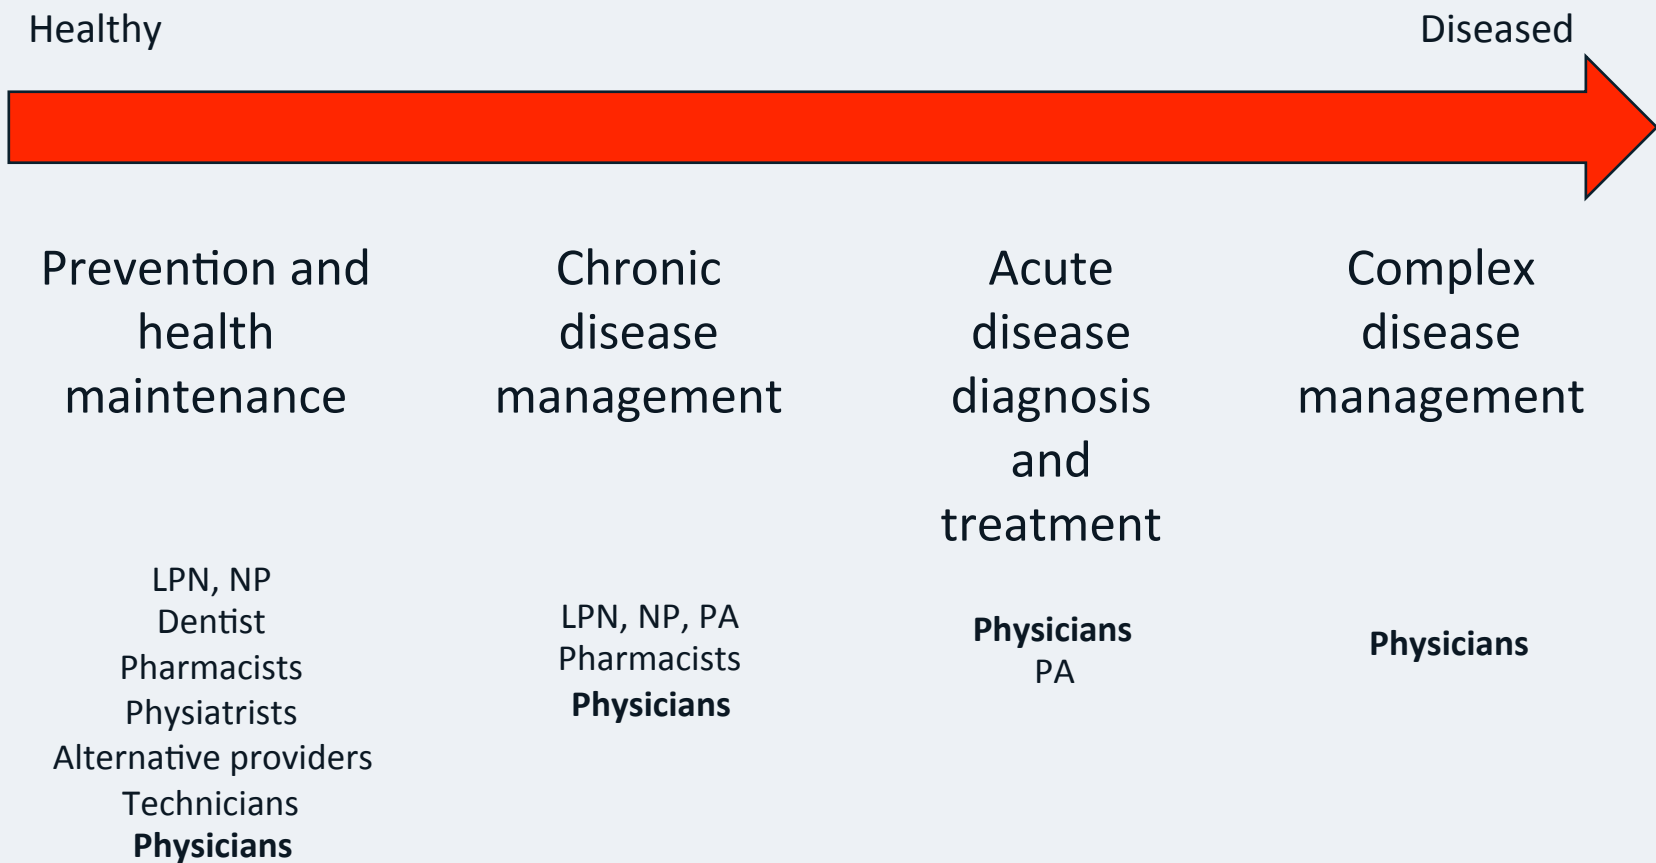 Healthy
Diseased
Prevention and
health
maintenance
Chronic
disease
management
Acute
disease
diagnosis
and
treatment
Complex
disease
management
LPN, NP
Dentist
Pharmacists
Physiatrists
Alternative providers
Technicians
Physicians
LPN, NP, PA
Pharmacists
Physicians
Physicians
PA
Physicians